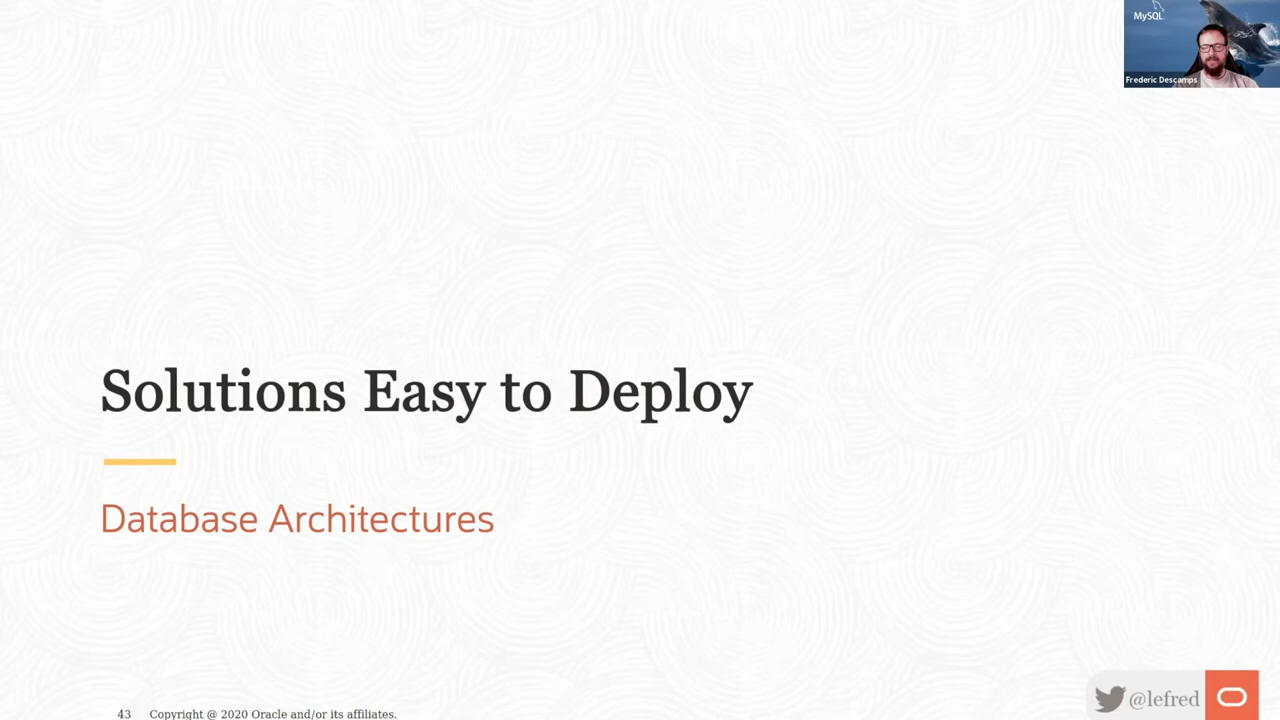 MySQL
Frederic Descamps
Solutions Easy to Deploy
Database Architectures
@lefred
43 Copyright @ 2020 Oracle and/or its affiliates.